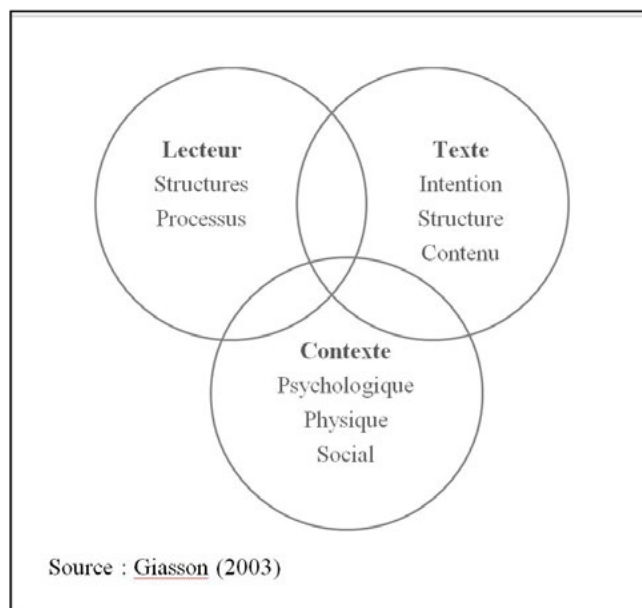 Lecteur
Structures
Processus
Texte
Intention
Structure
Contenu
Contexte
Psychologique
Physique
Social
Source : Giasson (2003)